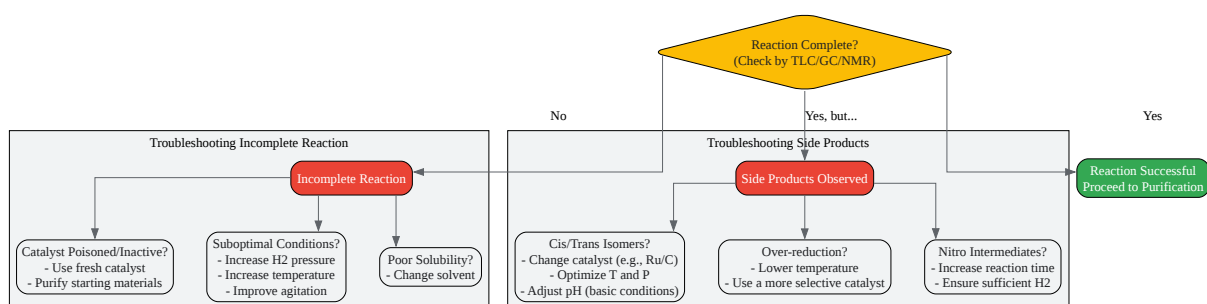 Reaction Complete?
(Check by TLC/GC/NMR)
No
Yes, but...
Yes
Troubleshooting Incomplete Reaction
Troubleshooting Side Products
Incomplete Reaction
Side Products Observed
Reaction Successful
Proceed to Purification
Catalyst Poisoned/Inactive?
- Use fresh catalyst
- Purify starting materials
Suboptimal Conditions?
- Increase H2 pressure
- Increase temperature
- Improve agitation
Poor Solubility?
- Change solvent
Cis/Trans Isomers?
- Change catalyst (e.g., Ru/C)
- Optimize T and P
- Adjust pH (basic conditions)
Over-reduction?
- Lower temperature
- Use a more selective catalyst
Nitro Intermediates?
- Increase reaction time
- Ensure sufficient H2